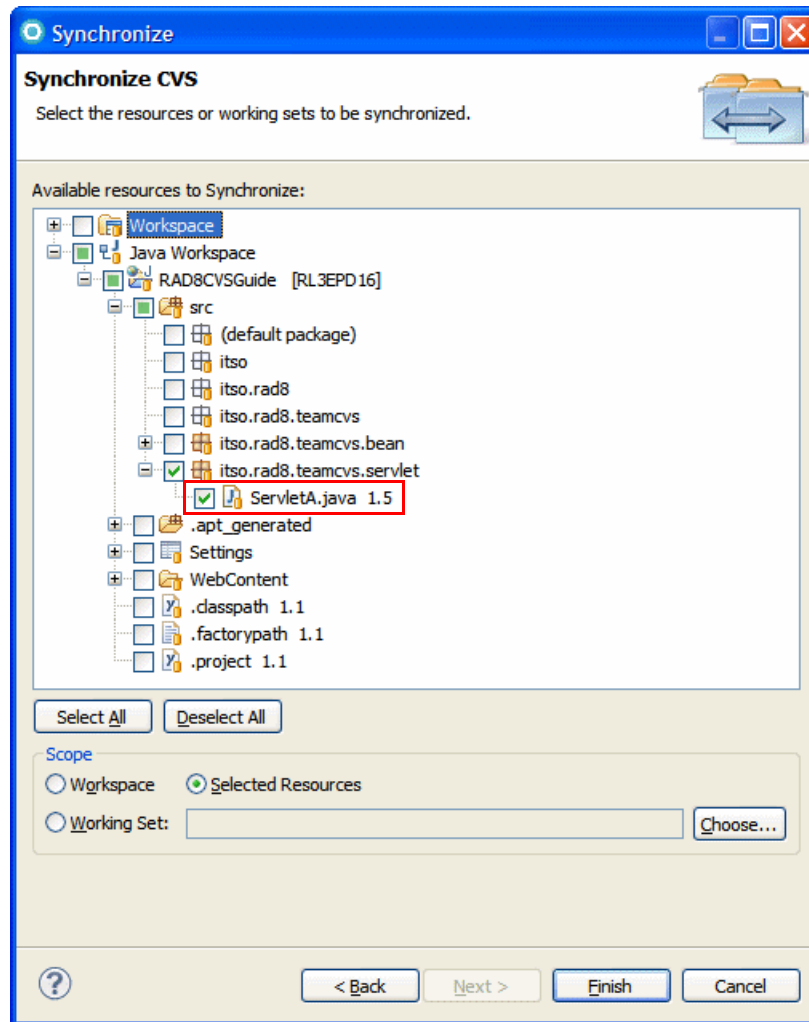 Synchronize
Synchronize CVS
Select the resources or working sets to be synchronized.
Available resources to Synchronize:
Workspace
Java Workspace
RAD8CVSGuide [RL3EPD16]
src
(default package)
itso
itso.rad8
itso.rad8.teamcvs
itso.rad8.teamcvs.bean
itso.rad8.teamcvs.servlet
ServletA.java 1.5
.apt_generated
Settings
WebContent
.classpath 1.1
.factorypath 1.1
.project 1.1
Select All Deselect All
Scope
Workspace Selected Resources
Working Set: Choose...
< Back Next > Finish Cancel